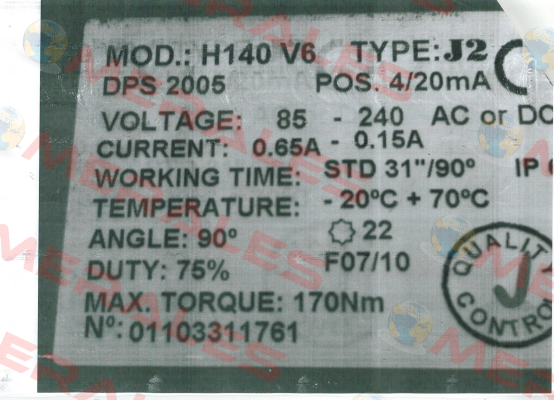 MOD.: H140 V6 TYPE: J2
DPS 2005 POS. 4/20mA
VOLTAGE: 85 - 240 AC or DC
CURRENT: 0.65A - 0.15A
WORKING TIME: STD 31"/90º IP
TEMPERATURE: - 20ºC + 70ºC
ANGLE: 90º 22
DUTY: 75% F07/10
MAX. TORQUE: 170Nm
Nº: 01103311761
QUALITY
J
CONTRO
MERALES